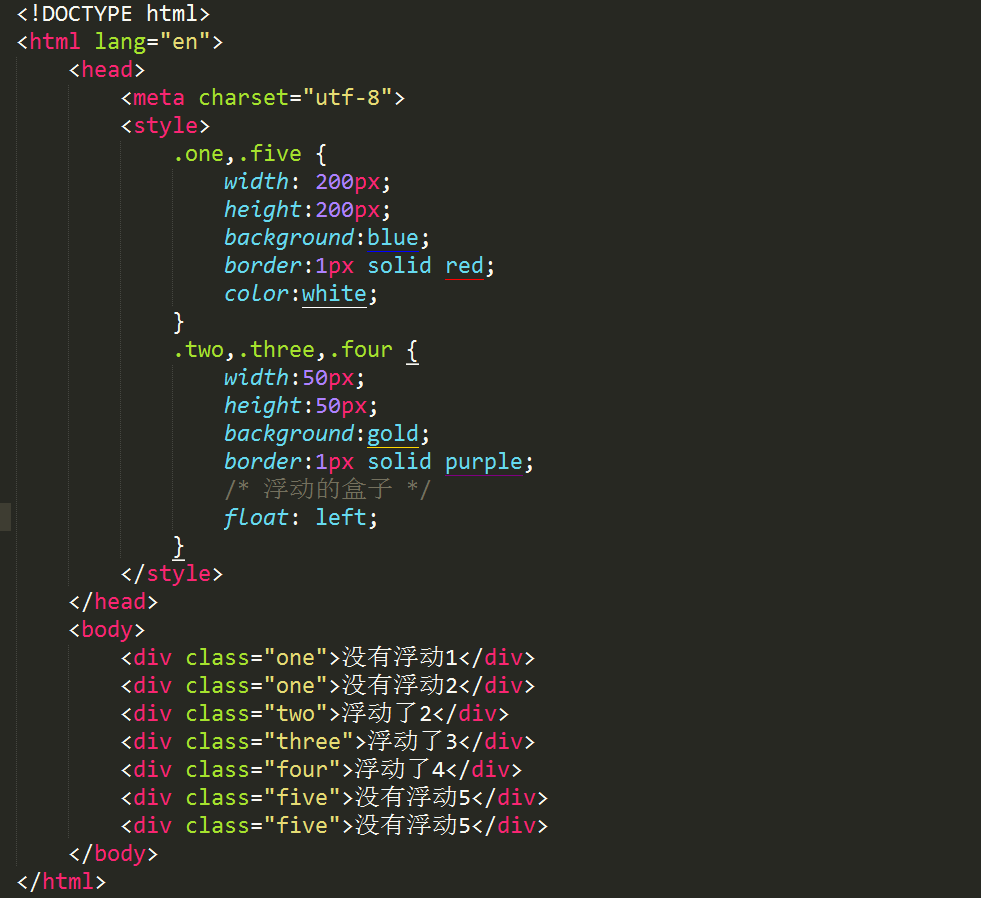 <!DOCTYPE html>
<html lang="en">
<head>
<meta charset="utf-8">
<style>
.one,.five {
width: 200px;
height:200px;
background:blue;
border:1px solid red;
color:white;
}
.two,.three,.four {
width:50px;
height:50px;
background:gold;
border:1px solid purple;
/* 浮动的盒子 */
float: left;
}
</style>
</head>
<body>
<div class="one">没有浮动1</div>
<div class="one">没有浮动2</div>
<div class="two">浮动了2</div>
<div class="three">浮动了3</div>
<div class="four">浮动了4</div>
<div class="five">没有浮动5</div>
<div class="five">没有浮动5</div>
</body>
</html>